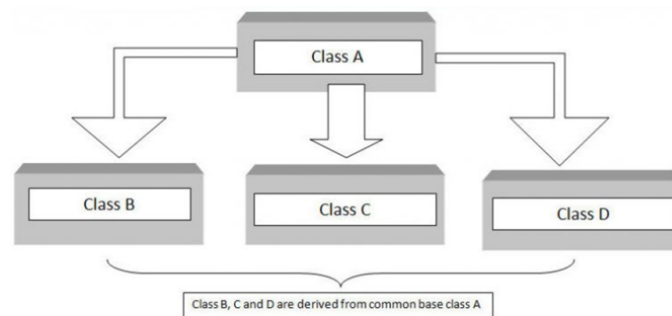 Class A
Class B
Class C
Class D
Class B, C and D are derived from common base class A